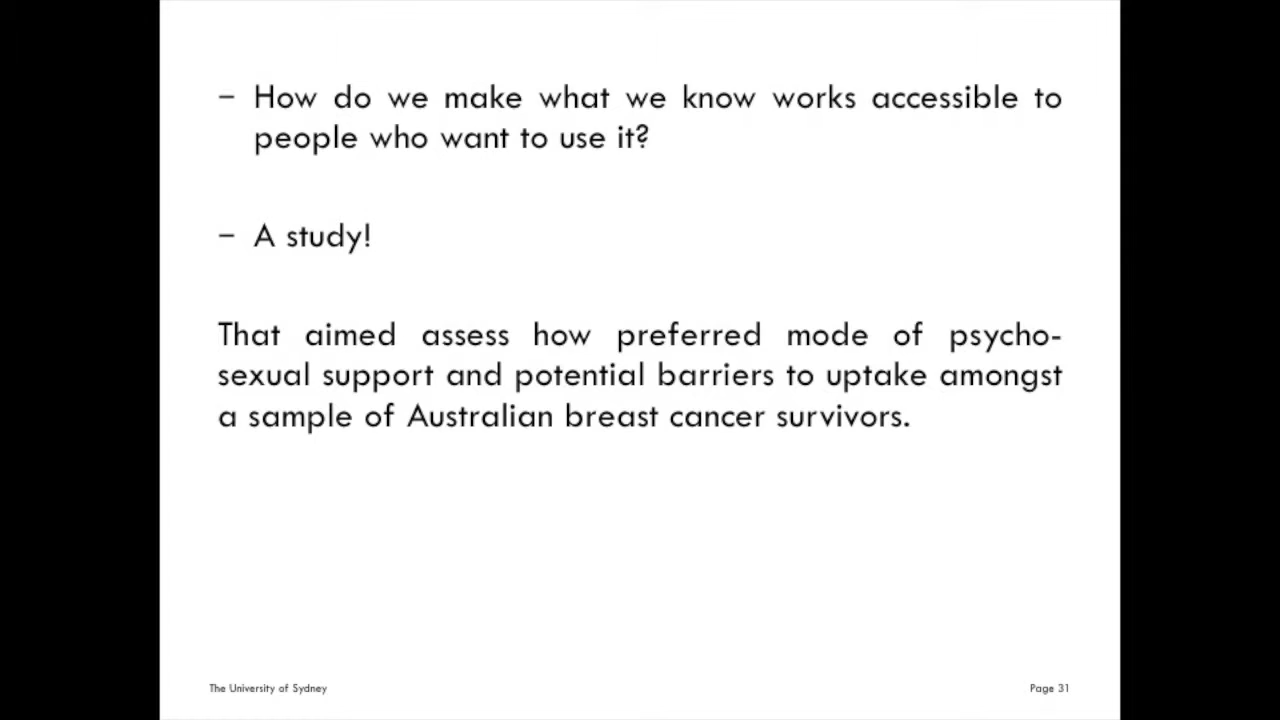 – How do we make what we know works accessible to
people who want to use it?
– A study!
That aimed assess how preferred mode of psycho-
sexual support and potential barriers to uptake amongst
a sample of Australian breast cancer survivors.
The University of Sydney
Page 31